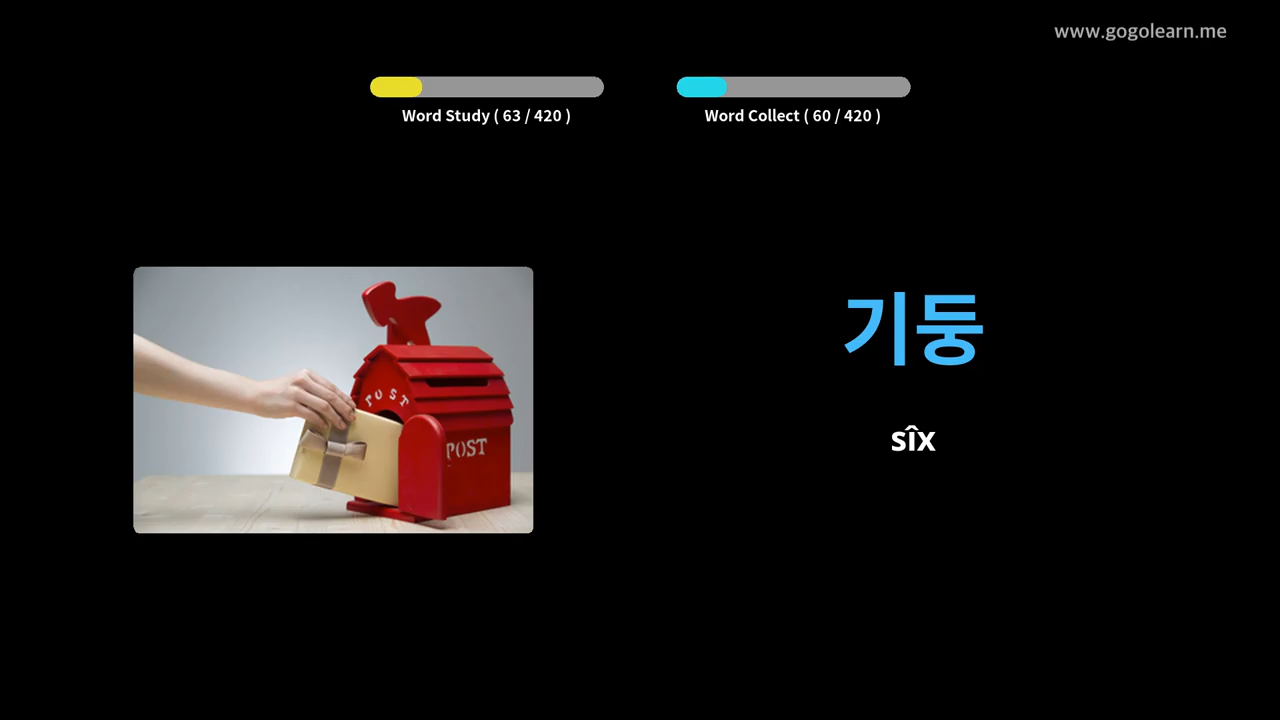 www.gogolearn.me
Word Study ( 63 / 420 )
Word Collect ( 60 / 420 )
POST
POST
기둥
sîx